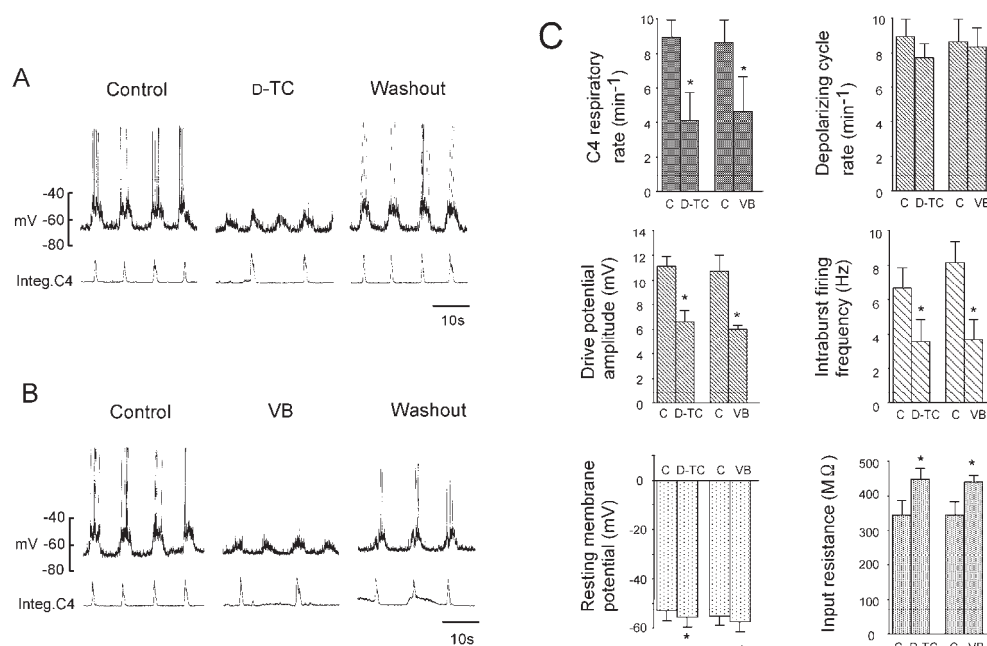 A
Control D-TC Washout
-40
mV -60
-80
Integ.C4
10s
B
Control VB Washout
-40
mV -60
-80
Integ.C4
10s
C
C4 respiratory
rate (min-1)
10
8
6
4
2
0
* *
C D-TC C VB
Depolarizing cycle
rate (min-1)
10
8
6
4
2
0
C D-TC C VB
Drive potential
amplitude (mV)
14
12
10
8
6
4
2
0
* *
C D-TC C VB
Intraburst firing
frequency (Hz)
10
8
6
4
2
0
* *
C D-TC C VB
Resting membrane
potential (mV)
C D-TC C VB
0
-20
-40
-60
*
Input resistance (MΩ)
500
400
300
200
100
0
* *
C D-TC C VB